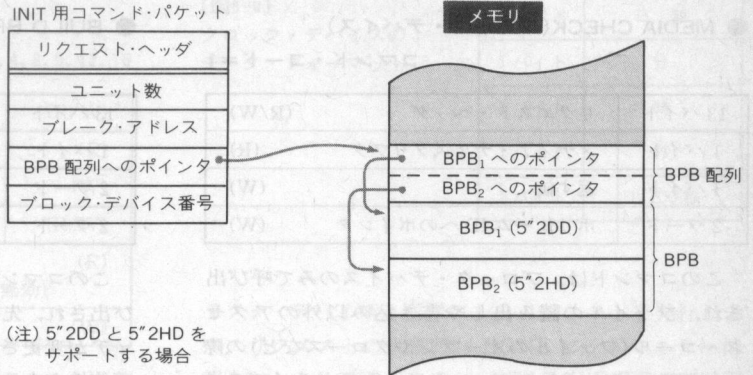 INIT 用コマンド・パケット
リクエスト・ヘッダ
ユニット数
ブレーク・アドレス
BPB 配列へのポインタ
ブロック・デバイス番号
(注) 5″2DD と 5″2HD を
サポートする場合
メモリ
BPB₁ へのポインタ
BPB₂ へのポインタ
BPB 配列
BPB₁ (5″2DD)
BPB₂ (5″2HD)
BPB